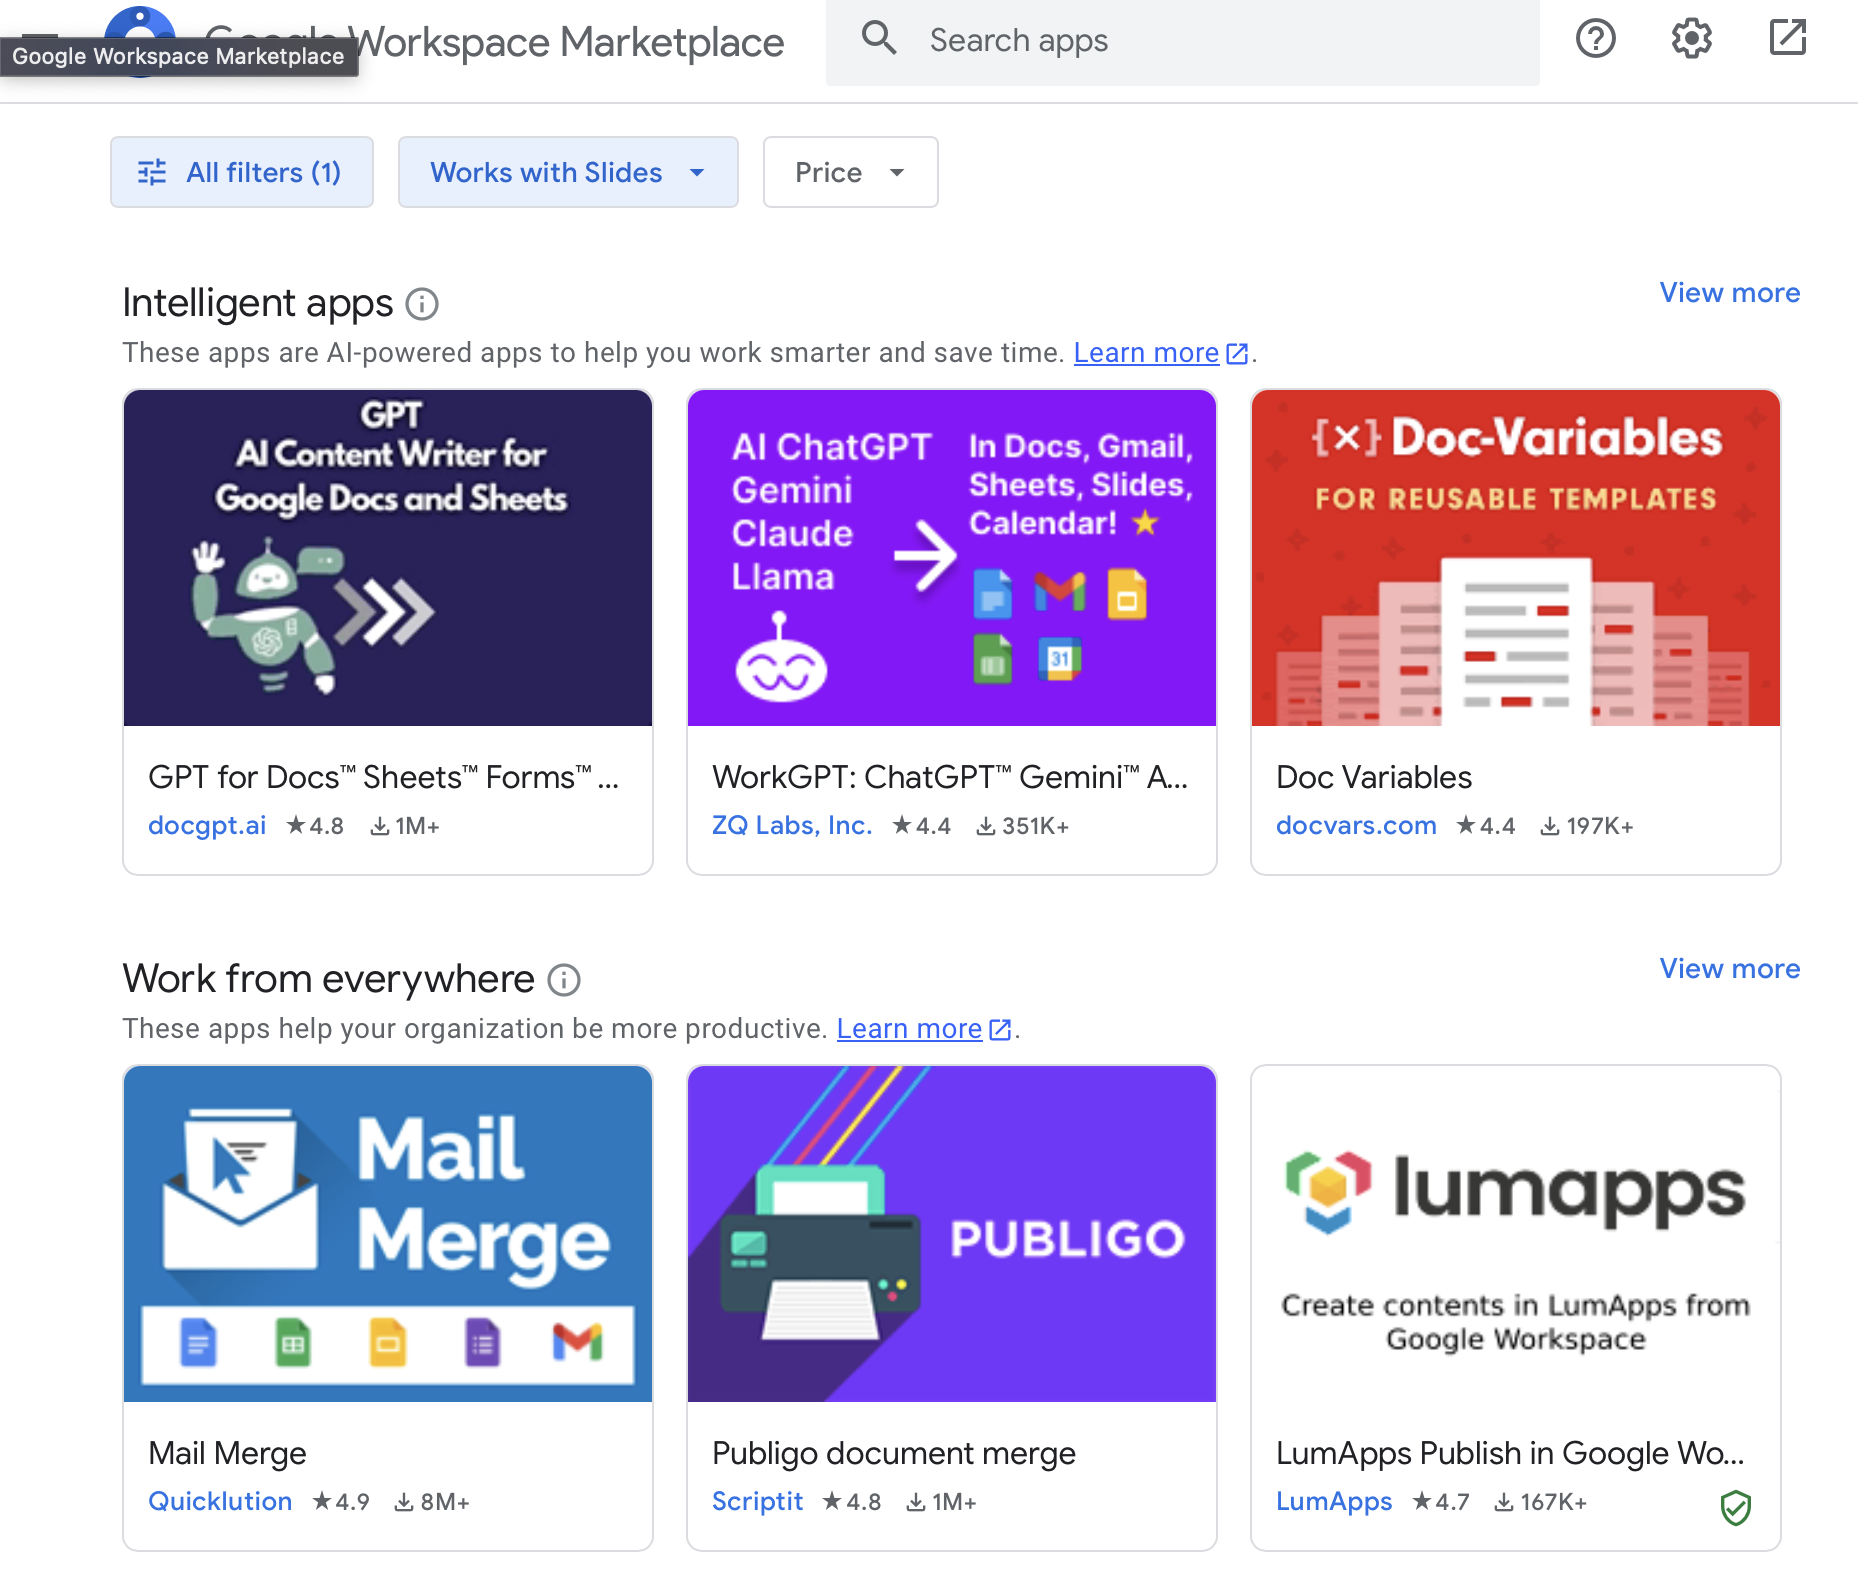 Google Workspace Marketplace
Google Workspace Marketplace
Search apps
All filters (1)
Works with Slides
Price
Intelligent apps
View more
These apps are AI-powered apps to help you work smarter and save time. Learn more.
GPT
AI Content Writer for
Google Docs and Sheets
GPT for Docs™ Sheets™ Forms™ ...
docgpt.ai ★4.8 1M+
AI ChatGPT
Gemini
Claude
Llama
In Docs, Gmail,
Sheets, Slides,
Calendar!
31
WorkGPT: ChatGPT™ Gemini™ A...
ZQ Labs, Inc. ★4.4 351K+
{×} Doc-Variables
FOR REUSABLE TEMPLATES
Doc Variables
docvars.com ★4.4 197K+
Work from everywhere
View more
These apps help your organization be more productive. Learn more.
Mail
Merge
Mail Merge
Quicklution ★4.9 8M+
PUBLIGO
Publigo document merge
Scriptit ★4.8 1M+
lumapps
Create contents in LumApps from
Google Workspace
LumApps Publish in Google Wo...
LumApps ★4.7 167K+